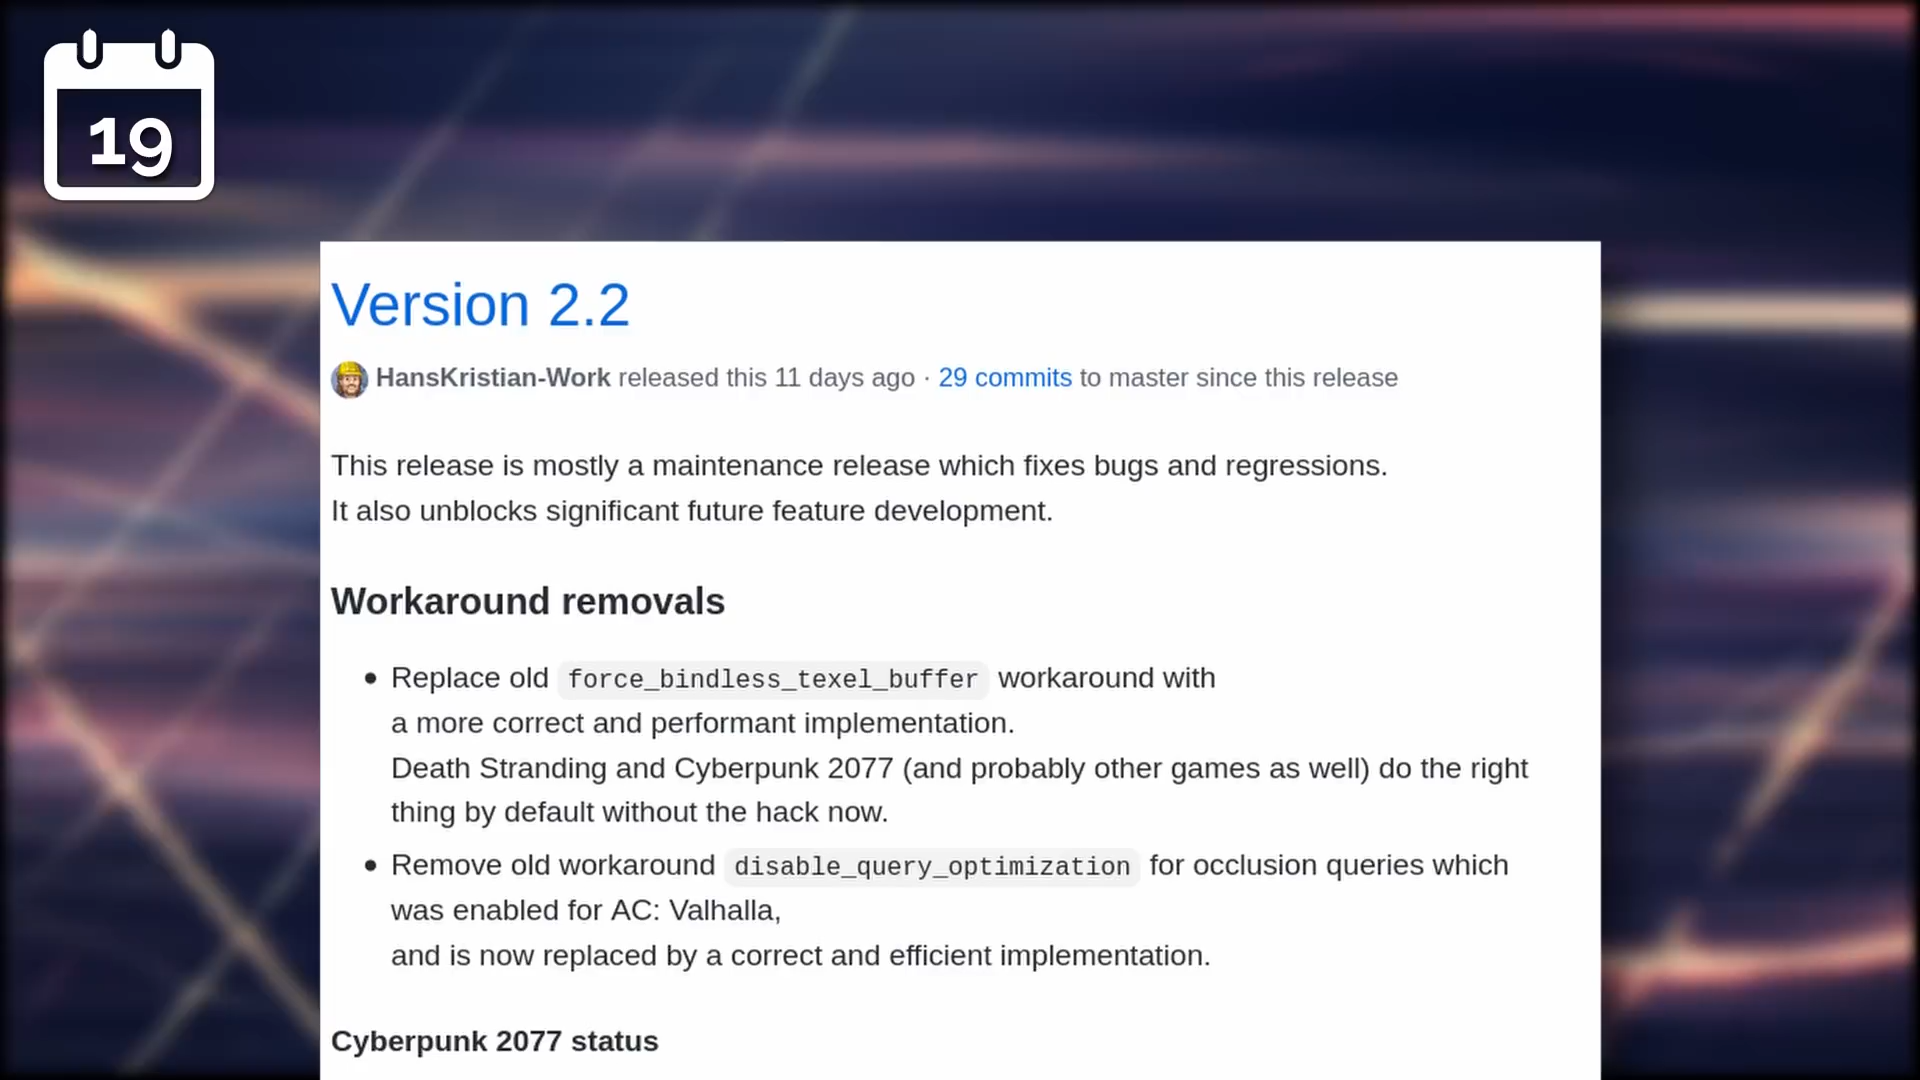 19
Version 2.2
HansKristian-Work released this 11 days ago · 29 commits to master since this release
This release is mostly a maintenance release which fixes bugs and regressions.
It also unblocks significant future feature development.
Workaround removals
• Replace old force_bindless_texel_buffer workaround with
a more correct and performant implementation.
Death Stranding and Cyberpunk 2077 (and probably other games as well) do the right
thing by default without the hack now.
• Remove old workaround disable_query_optimization for occlusion queries which
was enabled for AC: Valhalla,
and is now replaced by a correct and efficient implementation.
Cyberpunk 2077 status